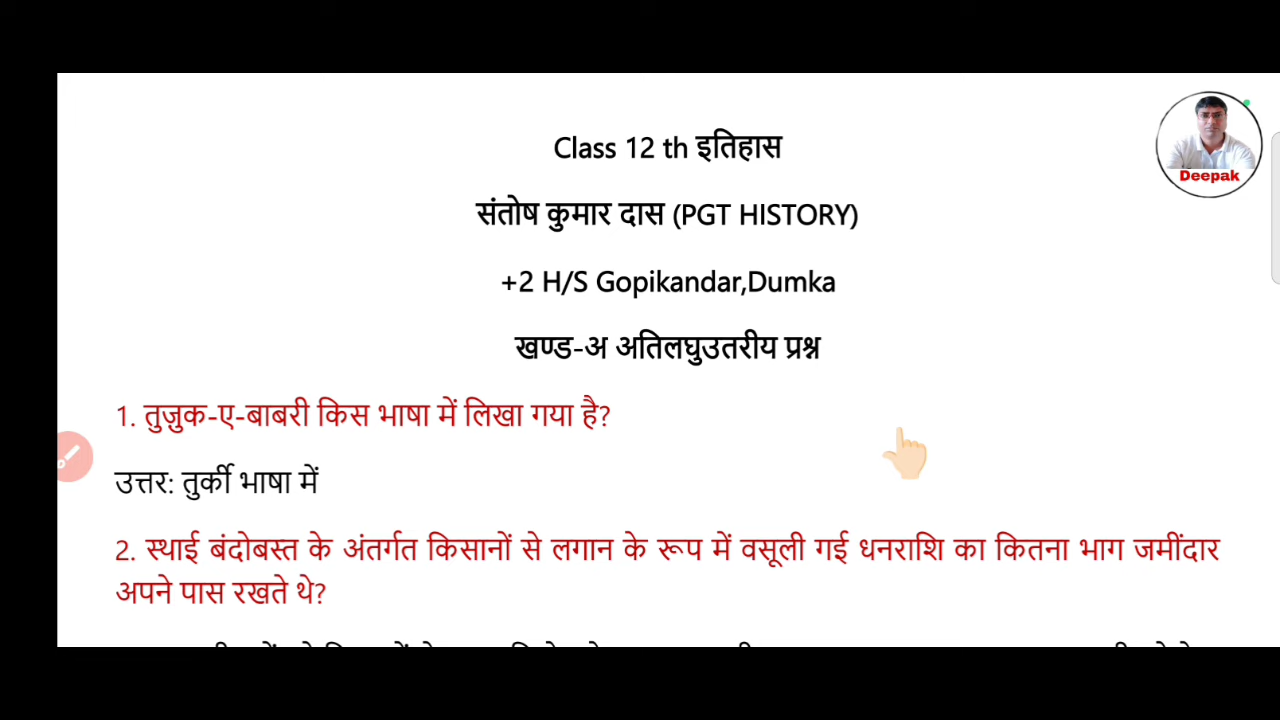 Class 12 th इतिहास
संतोष कुमार दास (PGT HISTORY)
+2 H/S Gopikandar,Dumka
खण्ड-अ अतिलघुउतरीय प्रश्न
1. तुज़ुक-ए-बाबरी किस भाषा में लिखा गया है?
उत्तर: तुर्की भाषा में
2. स्थाई बंदोबस्त के अंतर्गत किसानों से लगान के रूप में वसूली गई धनराशि का कितना भाग जमींदार
अपने पास रखते थे?
Deepak